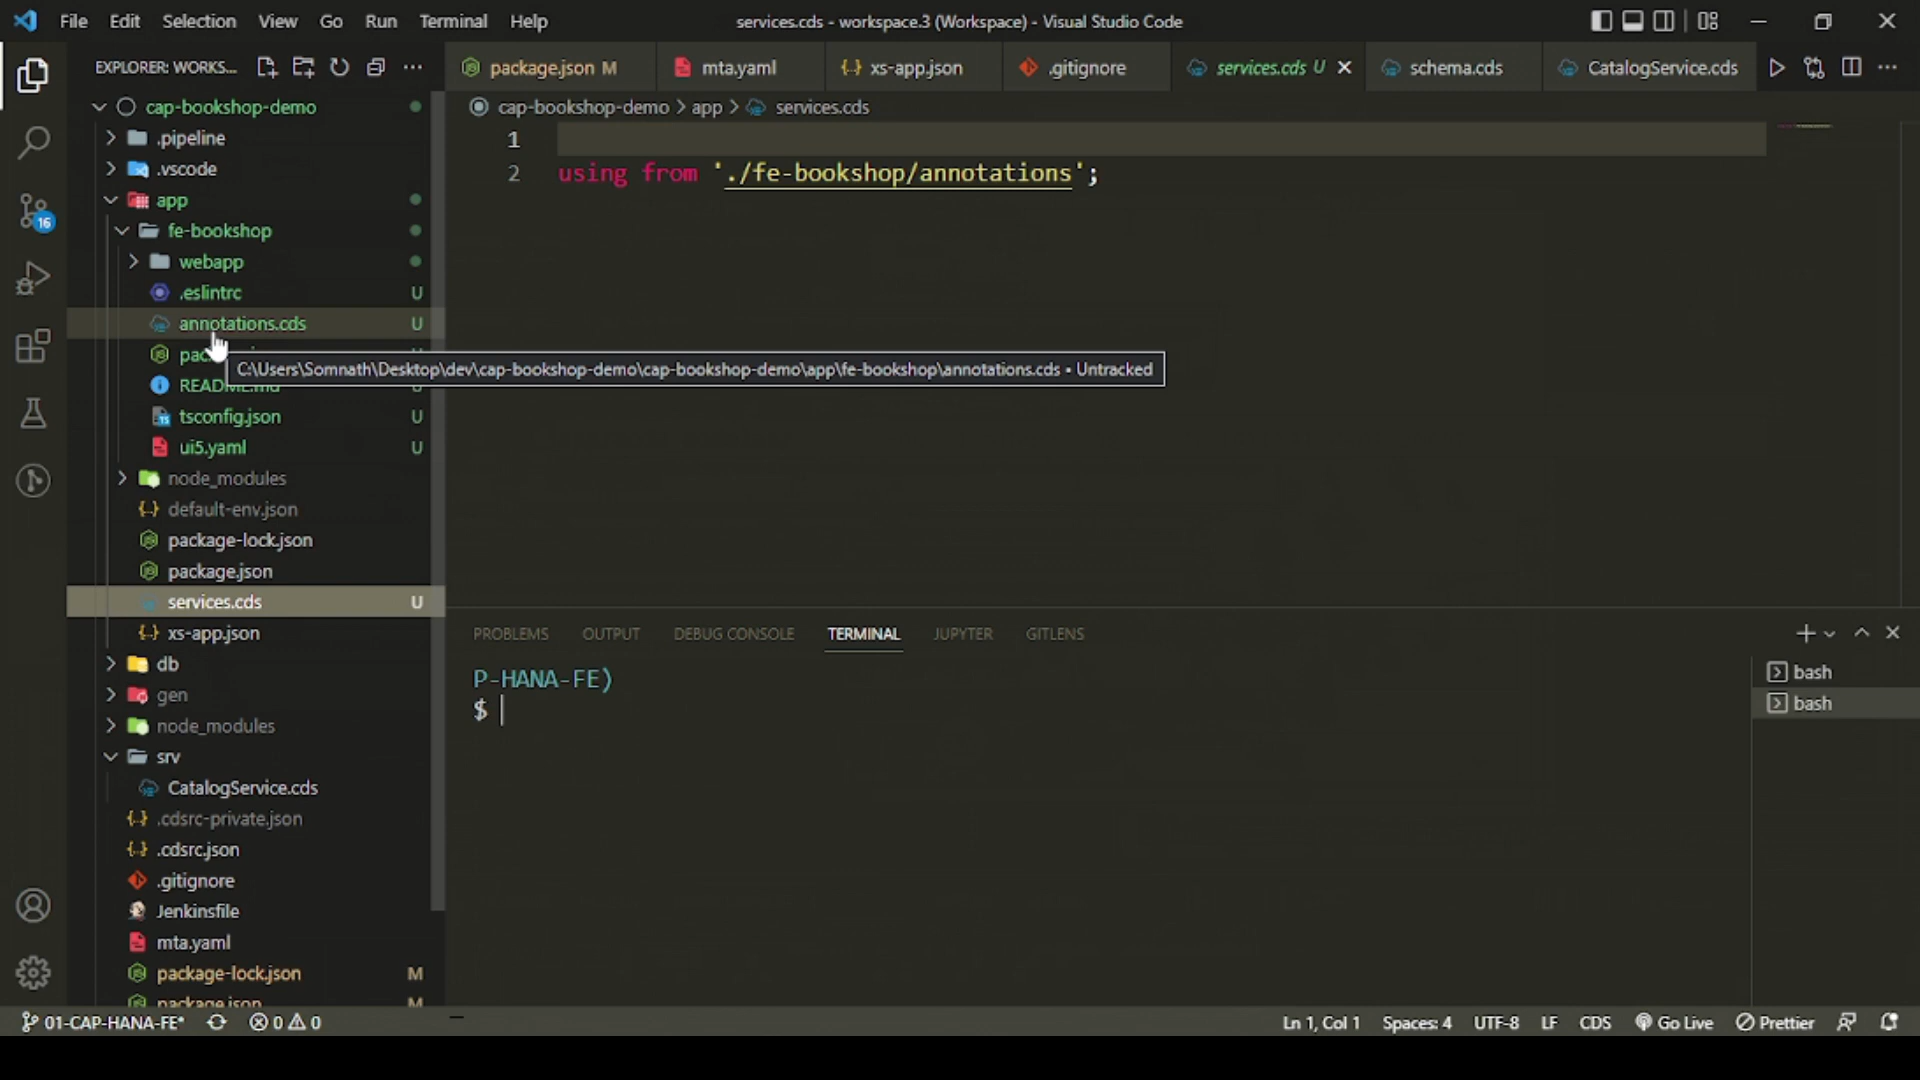 File Edit Selection View Go Run Terminal Help
services.cds - workspace.3 (Workspace) - Visual Studio Code
EXPLORER: WORKS...
package.json M
mta.yaml
xs-app.json
.gitignore
services.cds U
schema.cds
CatalogService.cds
cap-bookshop-demo > app > services.cds
1
2 using from './fe-bookshop/annotations';
cap-bookshop-demo
.pipeline
.vscode
app
fe-bookshop
webapp
.eslintrc U
annotations.cds U
C:\Users\Somnath\Desktop\dev\cap-bookshop-demo\cap-bookshop-demo\app\fe-bookshop\annotations.cds • Untracked
tsconfig.json U
ui5.yaml U
node_modules
default-env.json
package-lock.json
package.json
services.cds U
xs-app.json
db
gen
node_modules
srv
CatalogService.cds
.cdsrc-private.json
.cdsrc.json
.gitignore
Jenkinsfile
mta.yaml
package-lock.json M
package.json M
16
PROBLEMS OUTPUT DEBUG CONSOLE TERMINAL JUPYTER GITLENS
P-HANA-FE)
$
bash
bash
01-CAP-HANA-FE* 0 0
Ln 1, Col 1 Spaces: 4 UTF-8 LF CDS Go Live Prettier